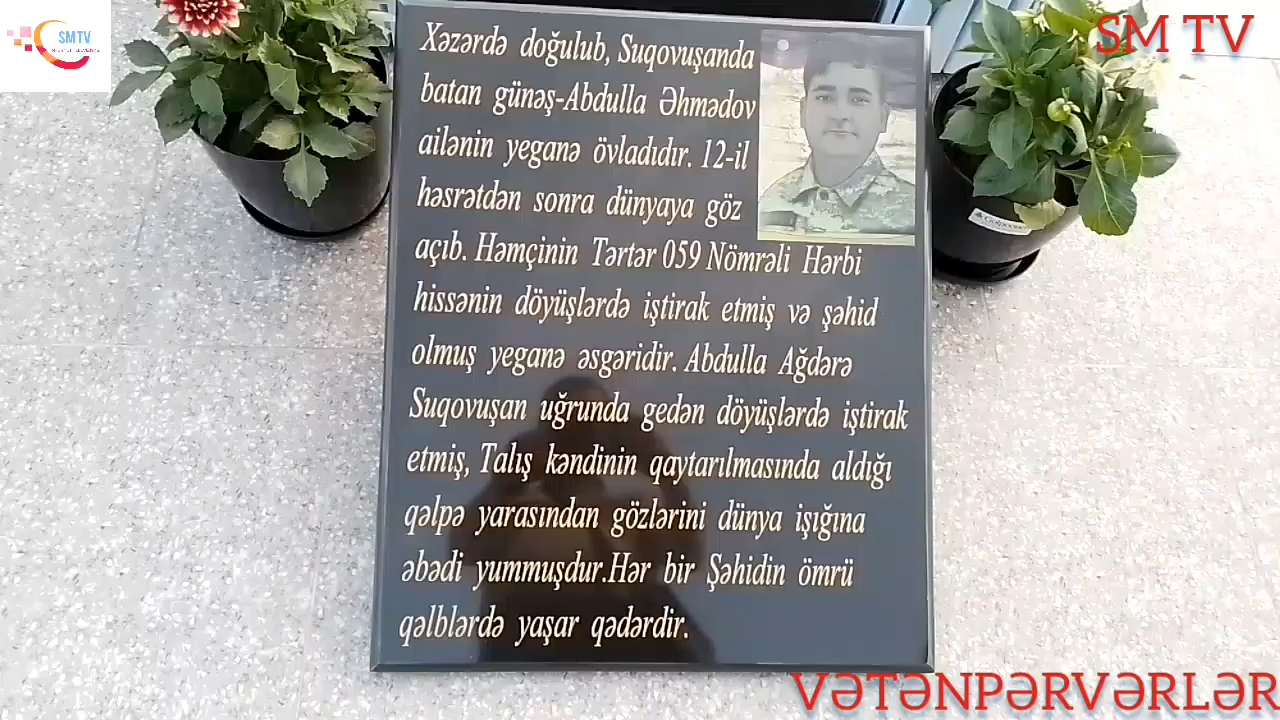 SMTV
SM TV
Xəzərdə doğulub, Suqovuşanda
batan günəş-Abdulla Əhmədov
ailənin yeganə övladıdır. 12-il
həsrətdən sonra dünyaya göz
açıb. Həmçinin Tərtər 059 Nömrəli Hərbi
hissənin döyüşlərdə iştirak etmiş və şəhid
olmuş yeganə əsgəridir. Abdulla Ağdərə
Suqovuşan uğrunda gedən döyüşlərdə iştirak
etmiş, Talış kəndinin qaytarılmasında aldığı
qəlpə yarasından gözlərini dünya işığına
əbədi yummuşdur.Hər bir Şəhidin ömrü
qəlblərdə yaşar qədərdir.
VƏTƏNPƏRVƏRLƏR